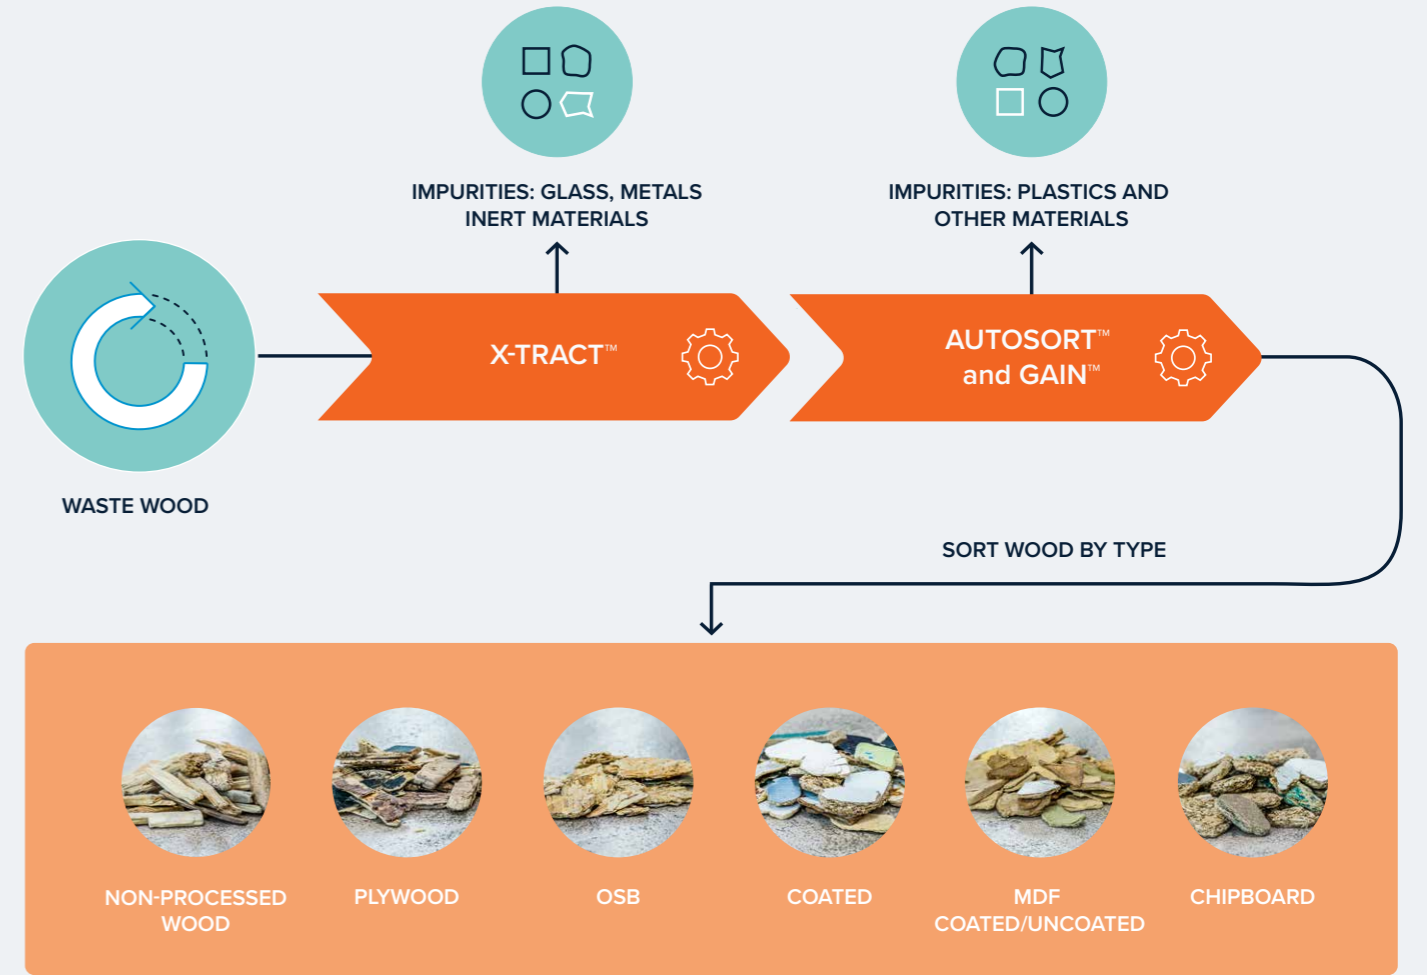 IMPURITIES: GLASS, METALS
INERT MATERIALS
IMPURITIES: PLASTICS AND
OTHER MATERIALS
WASTE WOOD
X-TRACT™
AUTOSORT™
and GAIN™
SORT WOOD BY TYPE
NON-PROCESSED
WOOD
PLYWOOD
OSB
COATED
MDF
COATED/UNCOATED
CHIPBOARD